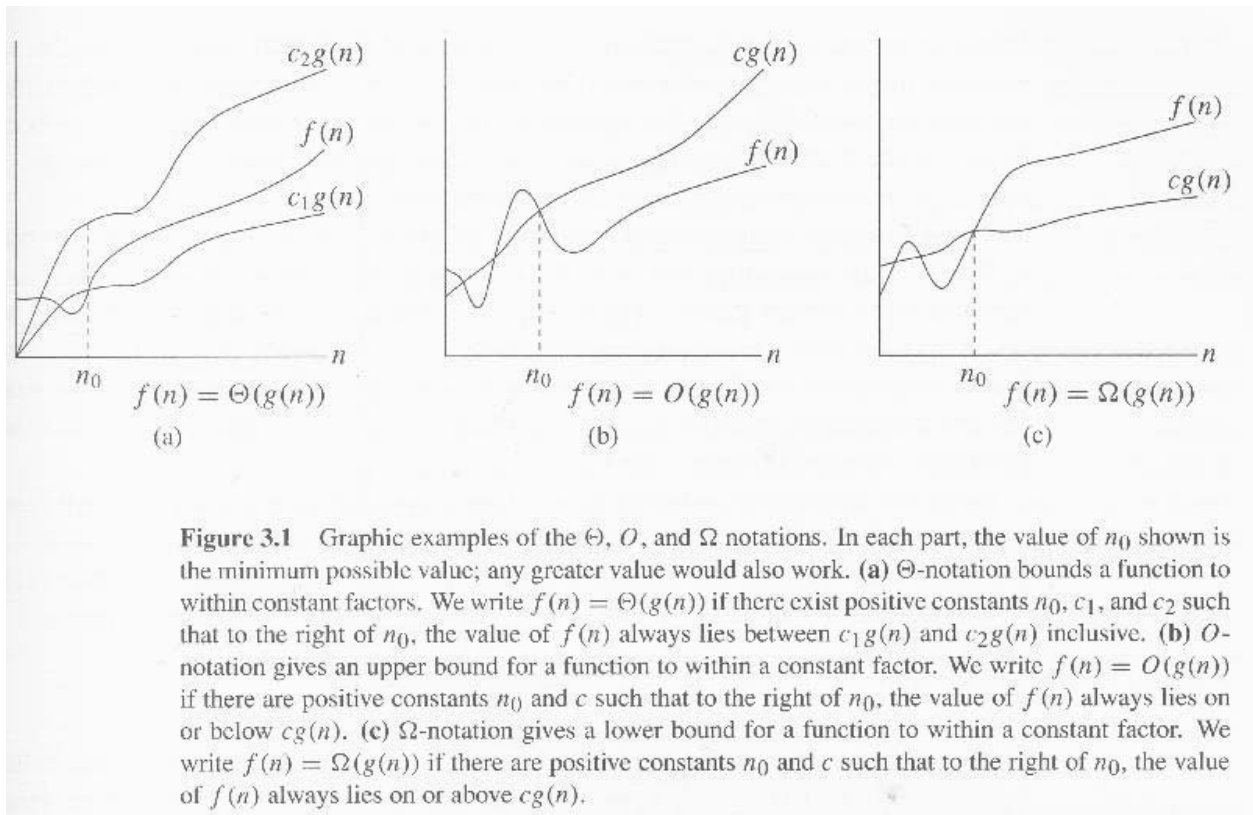 c₂g(n)
f(n)
c₁g(n)
n
n₀
f(n) = Θ(g(n))
(a)
cg(n)
f(n)
n
n₀
f(n) = O(g(n))
(b)
f(n)
cg(n)
n
n₀
f(n) = Ω(g(n))
(c)
Figure 3.1 Graphic examples of the Θ, O, and Ω notations. In each part, the value of n₀ shown is
the minimum possible value; any greater value would also work. (a) Θ-notation bounds a function to
within constant factors. We write f(n) = Θ(g(n)) if there exist positive constants n₀, c₁, and c₂ such
that to the right of n₀, the value of f(n) always lies between c₁g(n) and c₂g(n) inclusive. (b) O-
notation gives an upper bound for a function to within a constant factor. We write f(n) = O(g(n))
if there are positive constants n₀ and c such that to the right of n₀, the value of f(n) always lies on
or below cg(n). (c) Ω-notation gives a lower bound for a function to within a constant factor. We
write f(n) = Ω(g(n)) if there are positive constants n₀ and c such that to the right of n₀, the value
of f(n) always lies on or above cg(n).